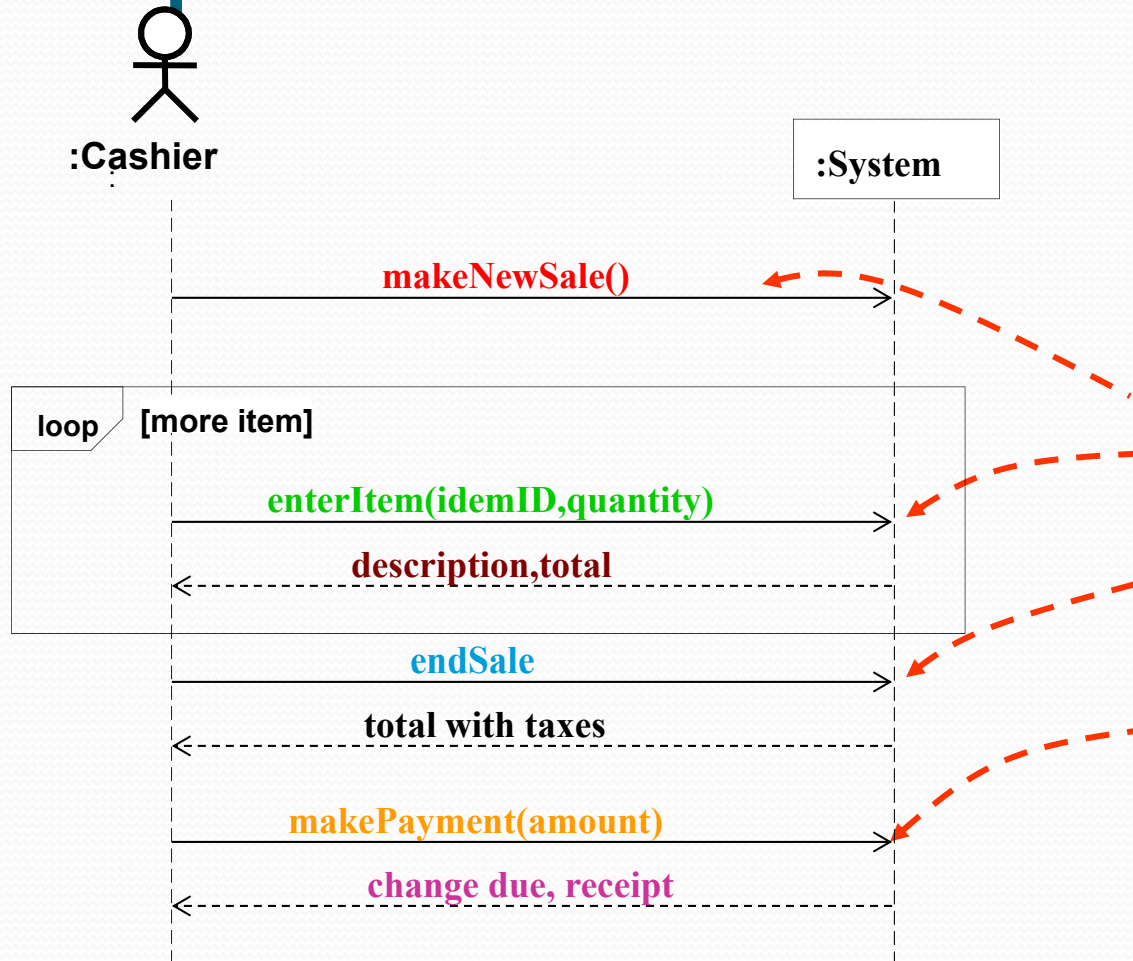 :Cashier
:
:System
makeNewSale()
loop
[more item]
enterItem(idemID,quantity)
description,total
endSale
total with taxes
makePayment(amount)
change due, receipt